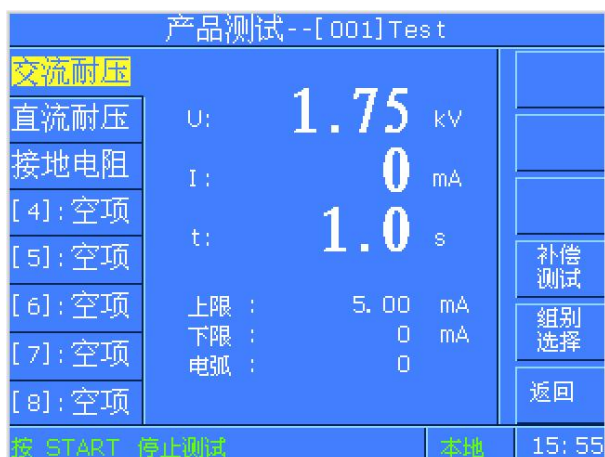 产品测试--[001]Test
交流耐压
直流耐压
接地电阻
[4]:空项
[5]:空项
[6]:空项
[7]:空项
[8]:空项
U: 1.75 kV
I: 0 mA
t: 1.0 s
上限 : 5.00 mA
下限 : 0 mA
电弧 : 0
补偿
测试
组别
选择
返回
按 START 停止测试
本地
15:55